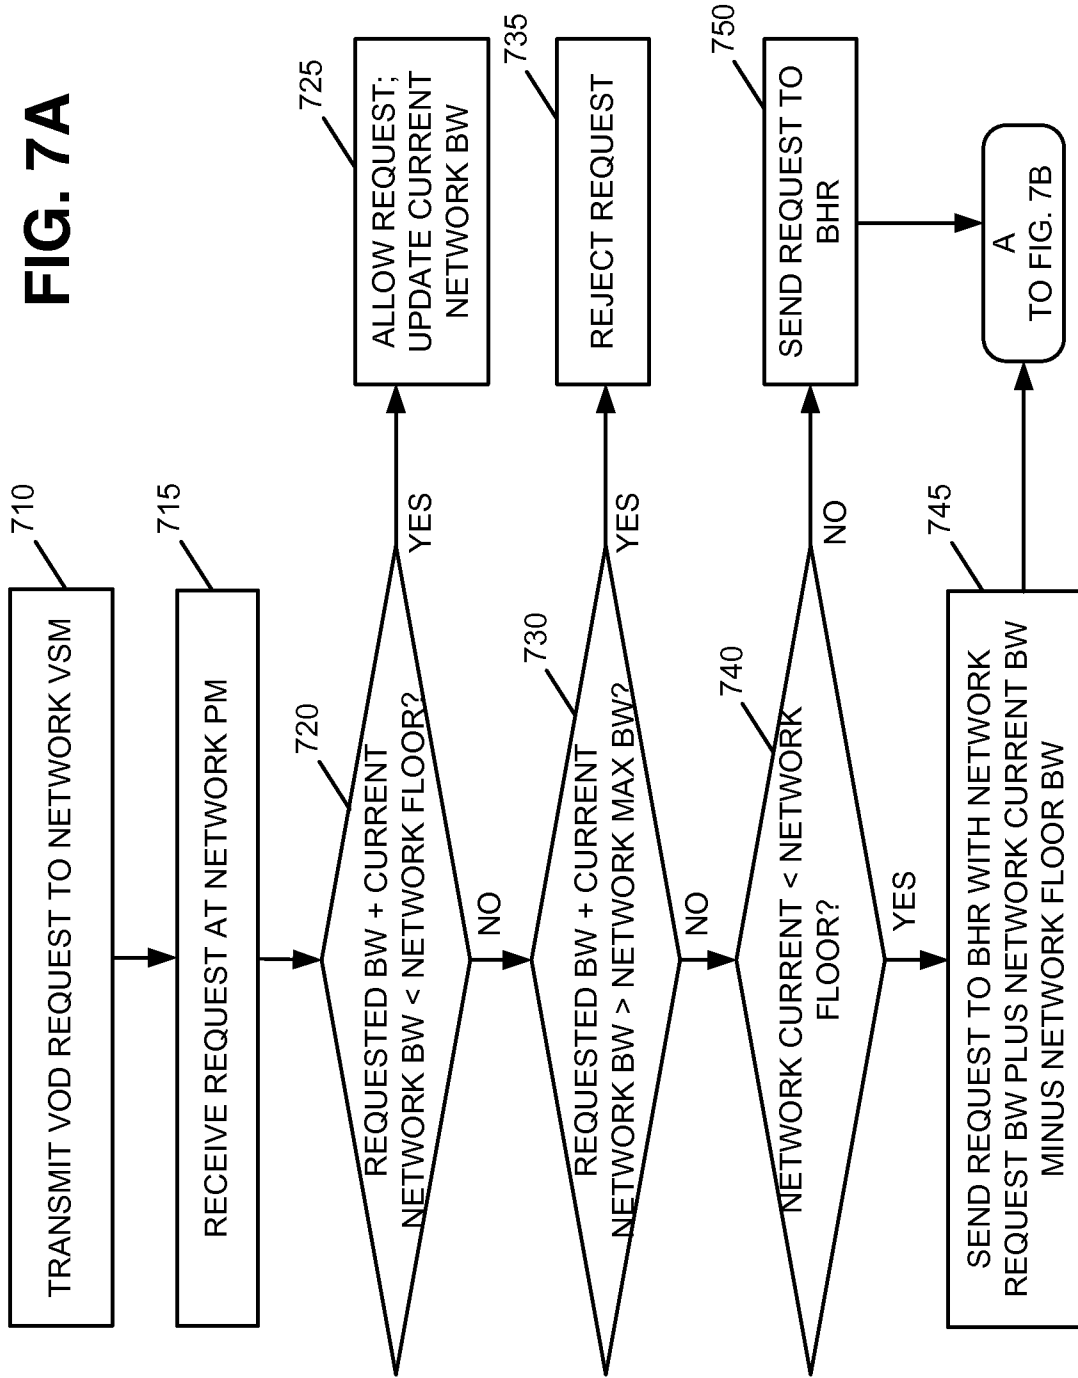 FIG. 7A
710
TRANSMIT VOD REQUEST TO NETWORK VSM
715
RECEIVE REQUEST AT NETWORK PM
720
REQUESTED BW + CURRENT
NETWORK BW < NETWORK FLOOR?
YES
725
ALLOW REQUEST;
UPDATE CURRENT
NETWORK BW
NO
730
REQUESTED BW + CURRENT
NETWORK BW > NETWORK MAX BW?
YES
735
REJECT REQUEST
NO
740
NETWORK CURRENT < NETWORK
FLOOR?
NO
750
SEND REQUEST TO
BHR
YES
745
SEND REQUEST TO BHR WITH NETWORK
REQUEST BW PLUS NETWORK CURRENT BW
MINUS NETWORK FLOOR BW
A
TO FIG. 7B